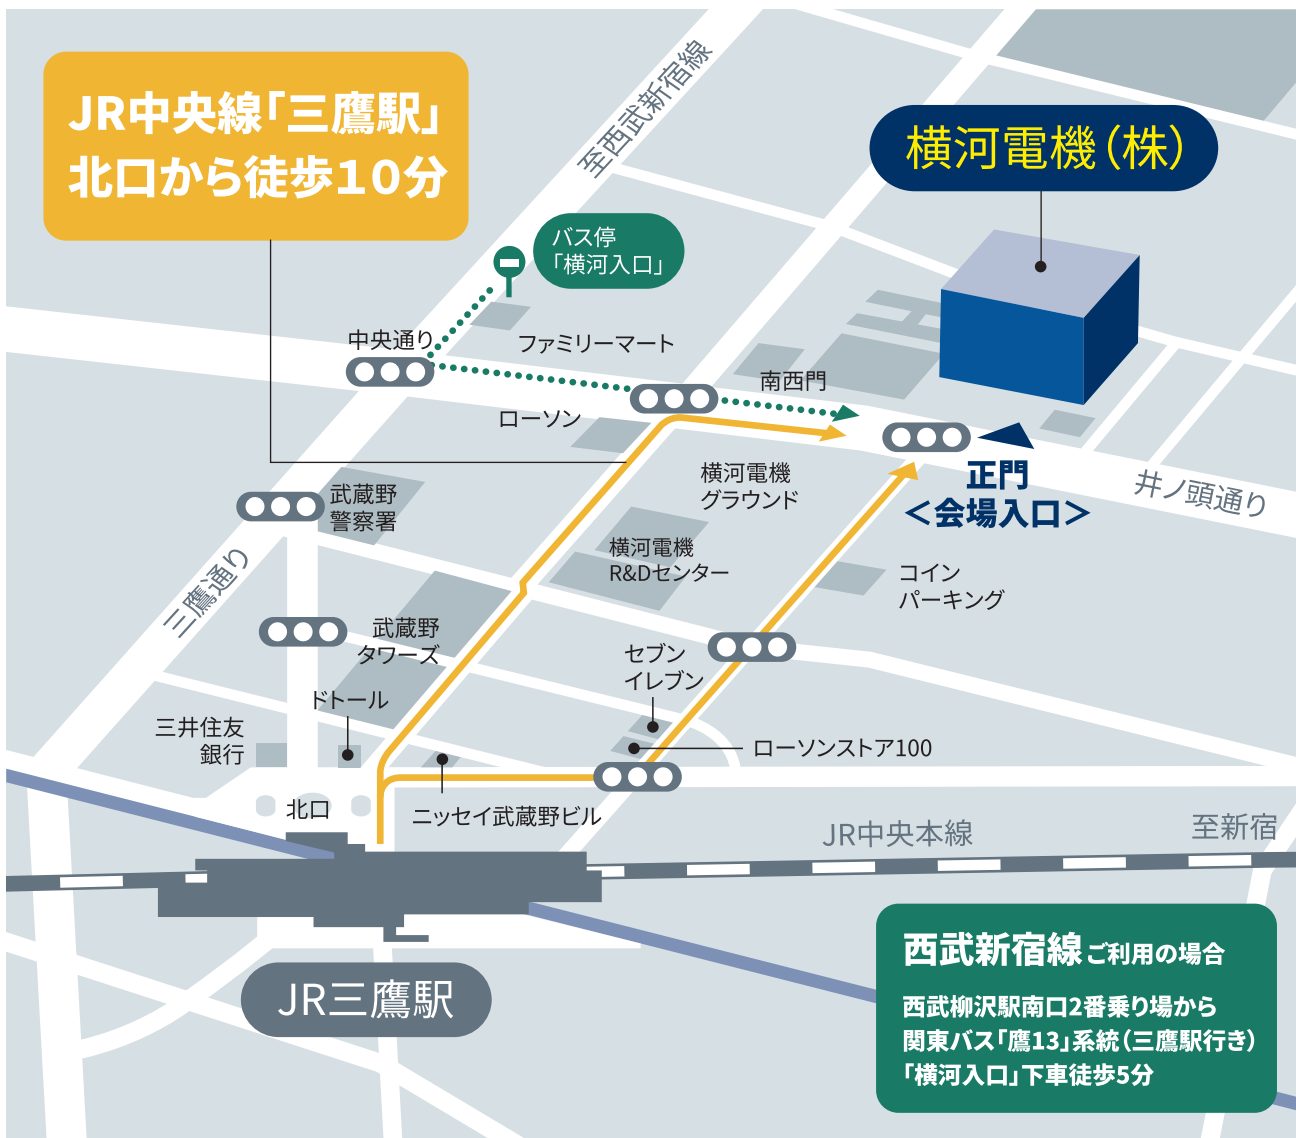 JR中央線「三鷹駅」
北口から徒歩10分
至西武新宿線
横河電機（株）
バス停
「横河入口」
中央通り
ファミリーマート
南西門
ローソン
正門
＜会場入口＞
井ノ頭通り
横河電機
グラウンド
武蔵野
警察署
横河電機
R&Dセンター
コイン
パーキング
三鷹通り
武蔵野
タワーズ
セブン
イレブン
ドトール
三井住友
銀行
ローソンストア100
北口
ニッセイ武蔵野ビル
JR中央本線
至新宿
JR三鷹駅
西武新宿線ご利用の場合
西武柳沢駅南口2番乗り場から
関東バス「鷹13」系統（三鷹駅行き）
「横河入口」下車徒歩5分